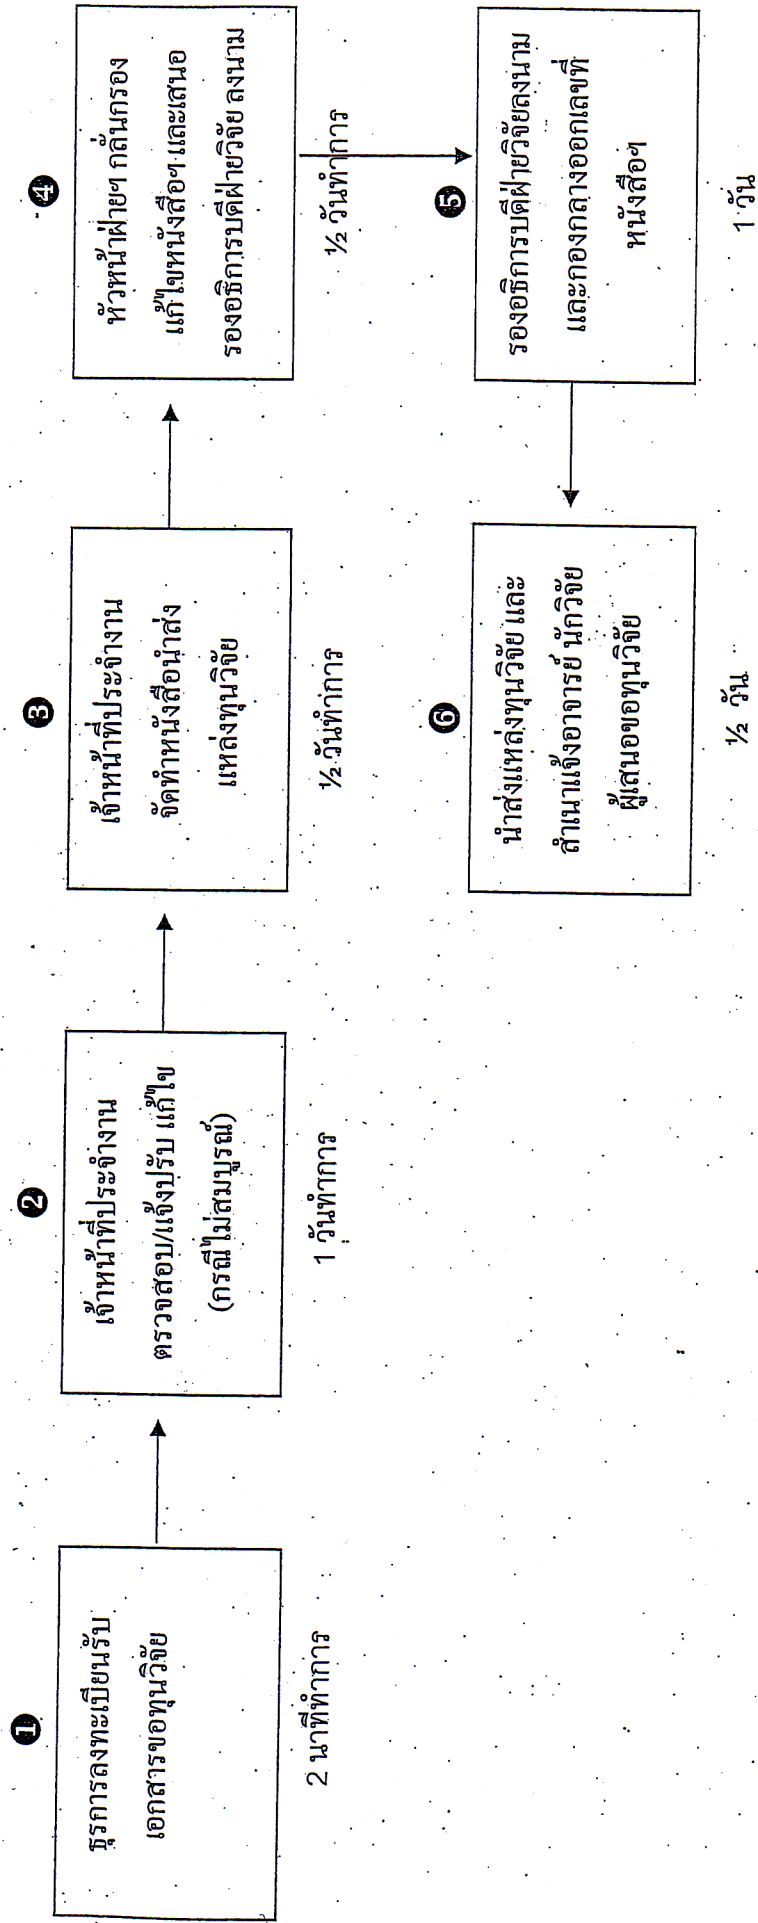 ❶
ธุรการลงทะเบียนรับ
เอกสารขอทุนวิจัย
2 นาทีทำการ
❷
เจ้าหน้าที่ประจำงาน
ตรวจสอบ/แจ้งปรับ แก้ไข
(กรณีไม่สมบูรณ์)
1 วันทำการ
❸
เจ้าหน้าที่ประจำงาน
จัดทำหนังสือนำส่ง
แหล่งทุนวิจัย
½ วันทำการ
❹
หัวหน้าฝ่ายฯ กลั่นกรอง
แก้ไขหนังสือฯ และเสนอ
รองอธิการบดีฝ่ายวิจัย ลงนาม
½ วันทำการ
❺
รองอธิการบดีฝ่ายวิจัยลงนาม
และกองกลางออกเลขที่
หนังสือฯ
1 วัน
❻
นำส่งแหล่งทุนวิจัย และ
สำเนาแจ้งอาจารย์ นักวิจัย
ผู้เสนอขอทุนวิจัย
½ วัน